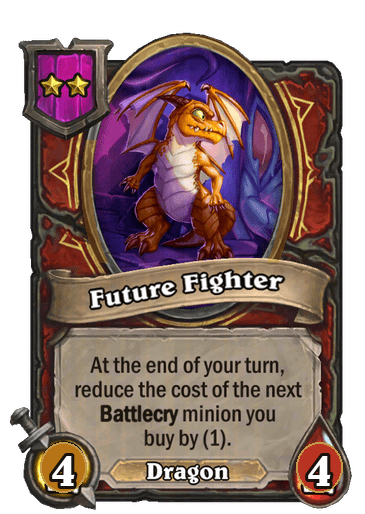 Future Fighter
At the end of your turn,
reduce the cost of the next
Battlecry minion you
buy by (1).
4
Dragon
4